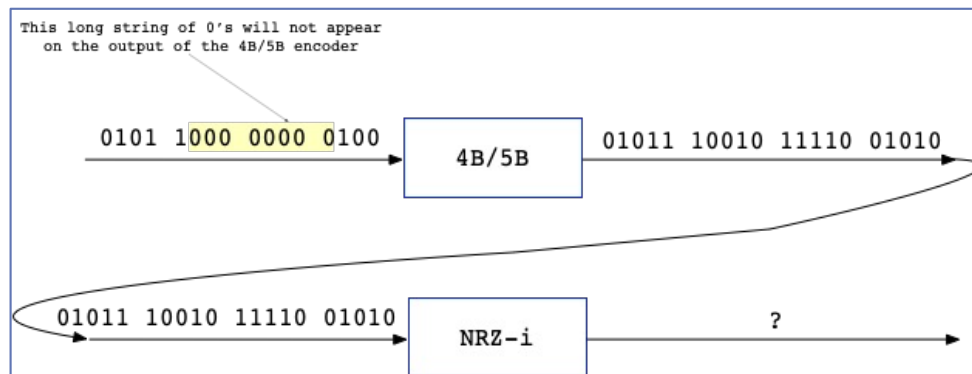 This long string of 0's will not appear
on the output of the 4B/5B encoder
0101 1000 0000 0100
4B/5B
01011 10010 11110 01010
01011 10010 11110 01010
NRZ-i
?